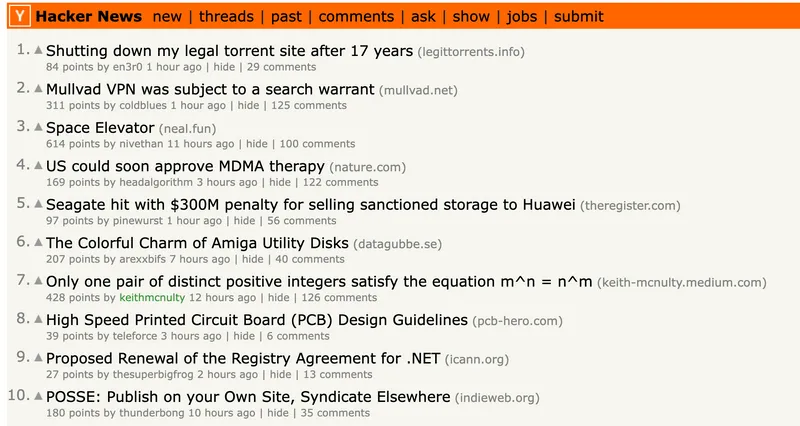 Y Hacker News new | threads | past | comments | ask | show | jobs | submit
1. Shutting down my legal torrent site after 17 years (legittorrents.info)
84 points by en3r0 1 hour ago | hide | 29 comments
2. Mullvad VPN was subject to a search warrant (mullvad.net)
311 points by coldblues 1 hour ago | hide | 125 comments
3. Space Elevator (neal.fun)
614 points by nivethan 11 hours ago | hide | 100 comments
4. US could soon approve MDMA therapy (nature.com)
169 points by headalgorithm 3 hours ago | hide | 122 comments
5. Seagate hit with $300M penalty for selling sanctioned storage to Huawei (theregister.com)
97 points by pinewurst 1 hour ago | hide | 56 comments
6. The Colorful Charm of Amiga Utility Disks (datagubbe.se)
207 points by arexxbifs 7 hours ago | hide | 40 comments
7. Only one pair of distinct positive integers satisfy the equation m^n = n^m (keith-mcnulty.medium.com)
428 points by keithmcnulty 12 hours ago | hide | 126 comments
8. High Speed Printed Circuit Board (PCB) Design Guidelines (pcb-hero.com)
39 points by teleforce 3 hours ago | hide | 6 comments
9. Proposed Renewal of the Registry Agreement for .NET (icann.org)
27 points by thesuperbigfrog 2 hours ago | hide | 13 comments
10. POSSE: Publish on your Own Site, Syndicate Elsewhere (indieweb.org)
180 points by thunderbong 10 hours ago | hide | 35 comments